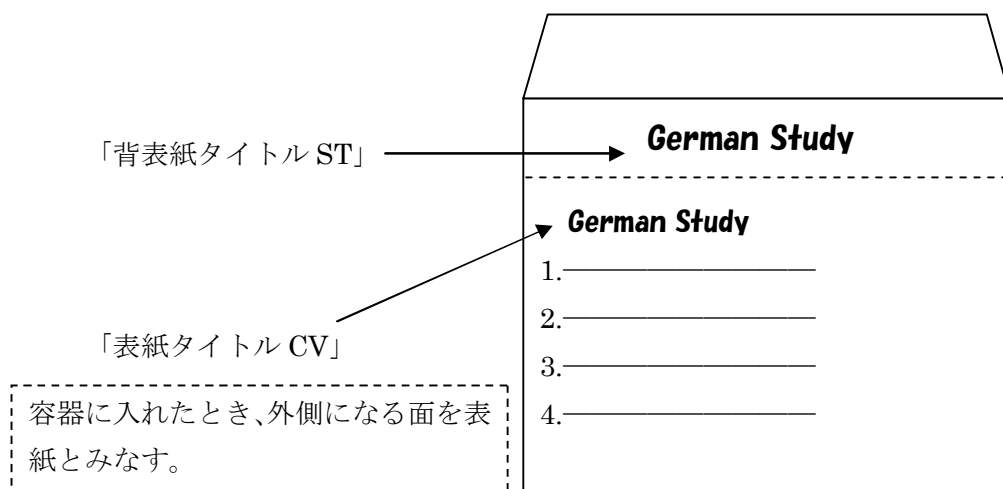 German Study
「背表紙タイトル ST」
German Study
1.
2.
3.
4.
「表紙タイトル CV」
容器に入れたとき、外側になる面を表
紙とみなす。